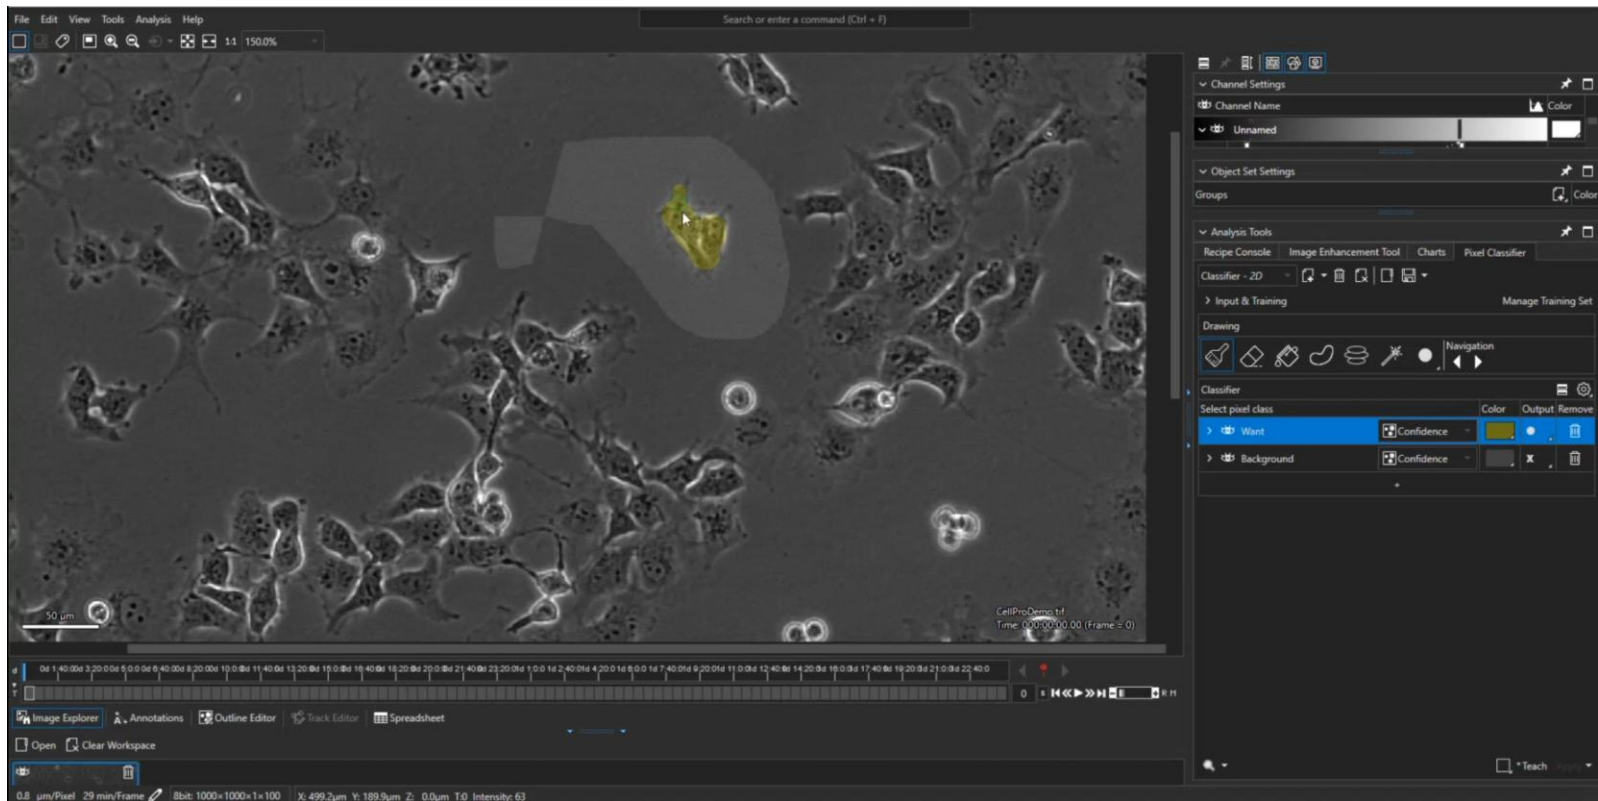 File Edit View Tools Analysis Help
Search or enter a command (Ctrl + F)
1:1 150.0%
Channel Settings
Channel Name Color
Unnamed
Object Set Settings
Groups Color
Analysis Tools
Recipe Console Image Enhancement Tool Charts Pixel Classifier
Classifier - 2D
Input & Training Manage Training Set
Drawing
Navigation
Classifier
Select pixel class Color Output Remove
Want Confidence
Background Confidence x
+
50 µm
CellProDemo.tif
Time: 000:00:00.00 (Frame = 0)
0 s R M
Image Explorer Annotations Outline Editor Track Editor Spreadsheet
Open Clear Workspace
*Teach Apply
0.8 µm/Pixel 29 min/Frame 8bit: 1000×1000×1×100 X: 499.2µm Y: 189.9µm Z: 0.0µm T:0 Intensity: 63